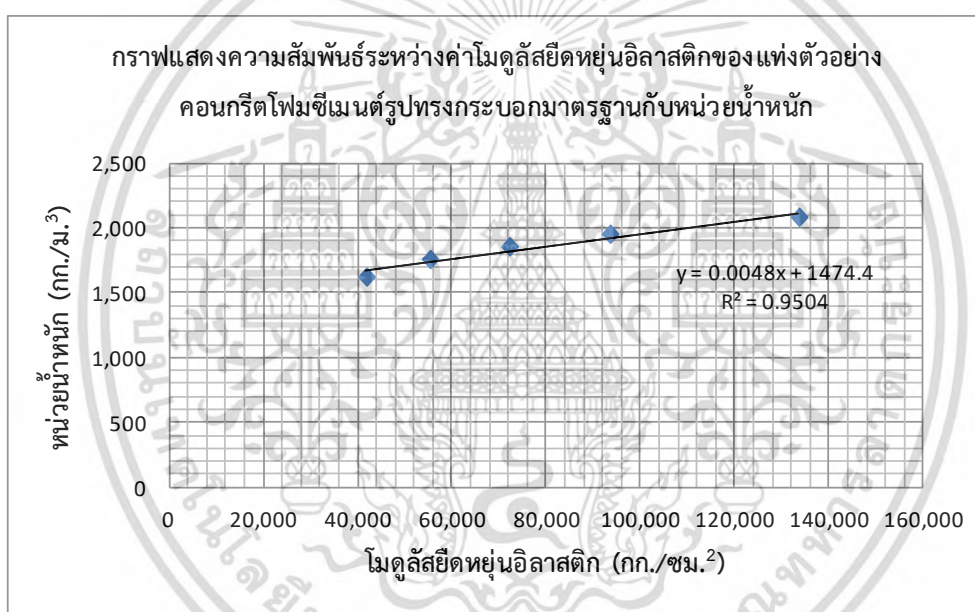 กราฟแสดงความสัมพันธ์ระหว่างค่าโมดูลัสยืดหยุ่นอิลาสติกของแท่งตัวอย่าง
คอนกรีตโฟมซีเมนต์รูปทรงกระบอกมาตรฐานกับหน่วยน้ำหนัก
หน่วยน้ำหนัก (กก./ม.³)
2,500
2,000
1,500
1,000
500
0
y = 0.0048x + 1474.4
R² = 0.9504
0 20,000 40,000 60,000 80,000 100,000 120,000 140,000 160,000
โมดูลัสยืดหยุ่นอิลาสติก (กก./ซม.²)